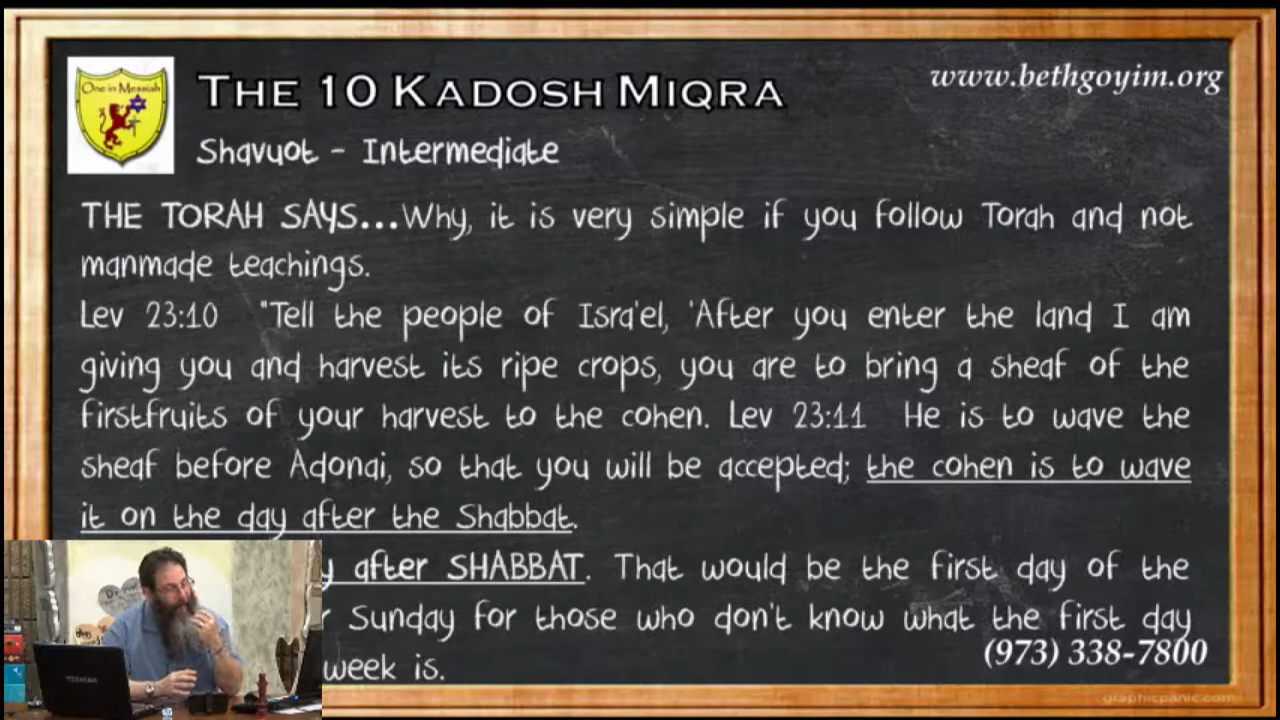 One in Messiah
THE 10 KADOSH MIQRA
www.bethgoyim.org
Shavuot - Intermediate
THE TORAH SAYS...Why, it is very simple if you follow Torah and not
manmade teachings.
Lev 23:10 "Tell the people of Isra'el, 'After you enter the land I am
giving you and harvest its ripe crops, you are to bring a sheaf of the
firstfruits of your harvest to the cohen. Lev 23:11 He is to wave the
sheaf before Adonai, so that you will be accepted; the cohen is to wave
it on the day after the Shabbat.
after SHABBAT. That would be the first day of the
Sunday for those who don't know what the first day
week is.
(973) 338-7800
TOSHIBA
graphicpanic.com